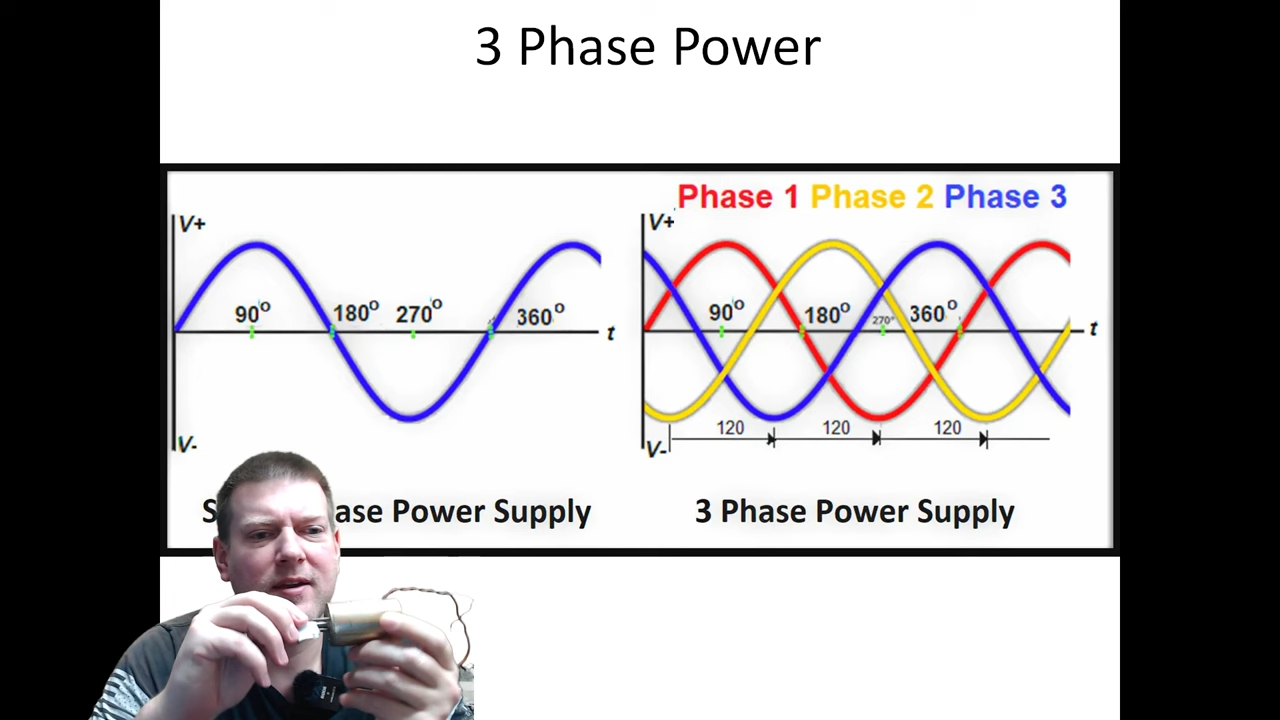 3 Phase Power
Phase 1 Phase 2 Phase 3
V+
90°
180°
270°
360°
t
V-
ase Power Supply
V+
90°
180°
270°
360°
t
120
120
120
V-
3 Phase Power Supply